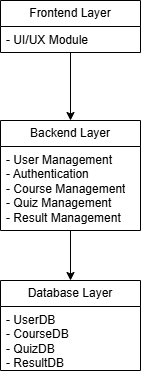 Frontend Layer
- UI/UX Module
Backend Layer
- User Management
- Authentication
- Course Management
- Quiz Management
- Result Management
Database Layer
- UserDB
- CourseDB
- QuizDB
- ResultDB